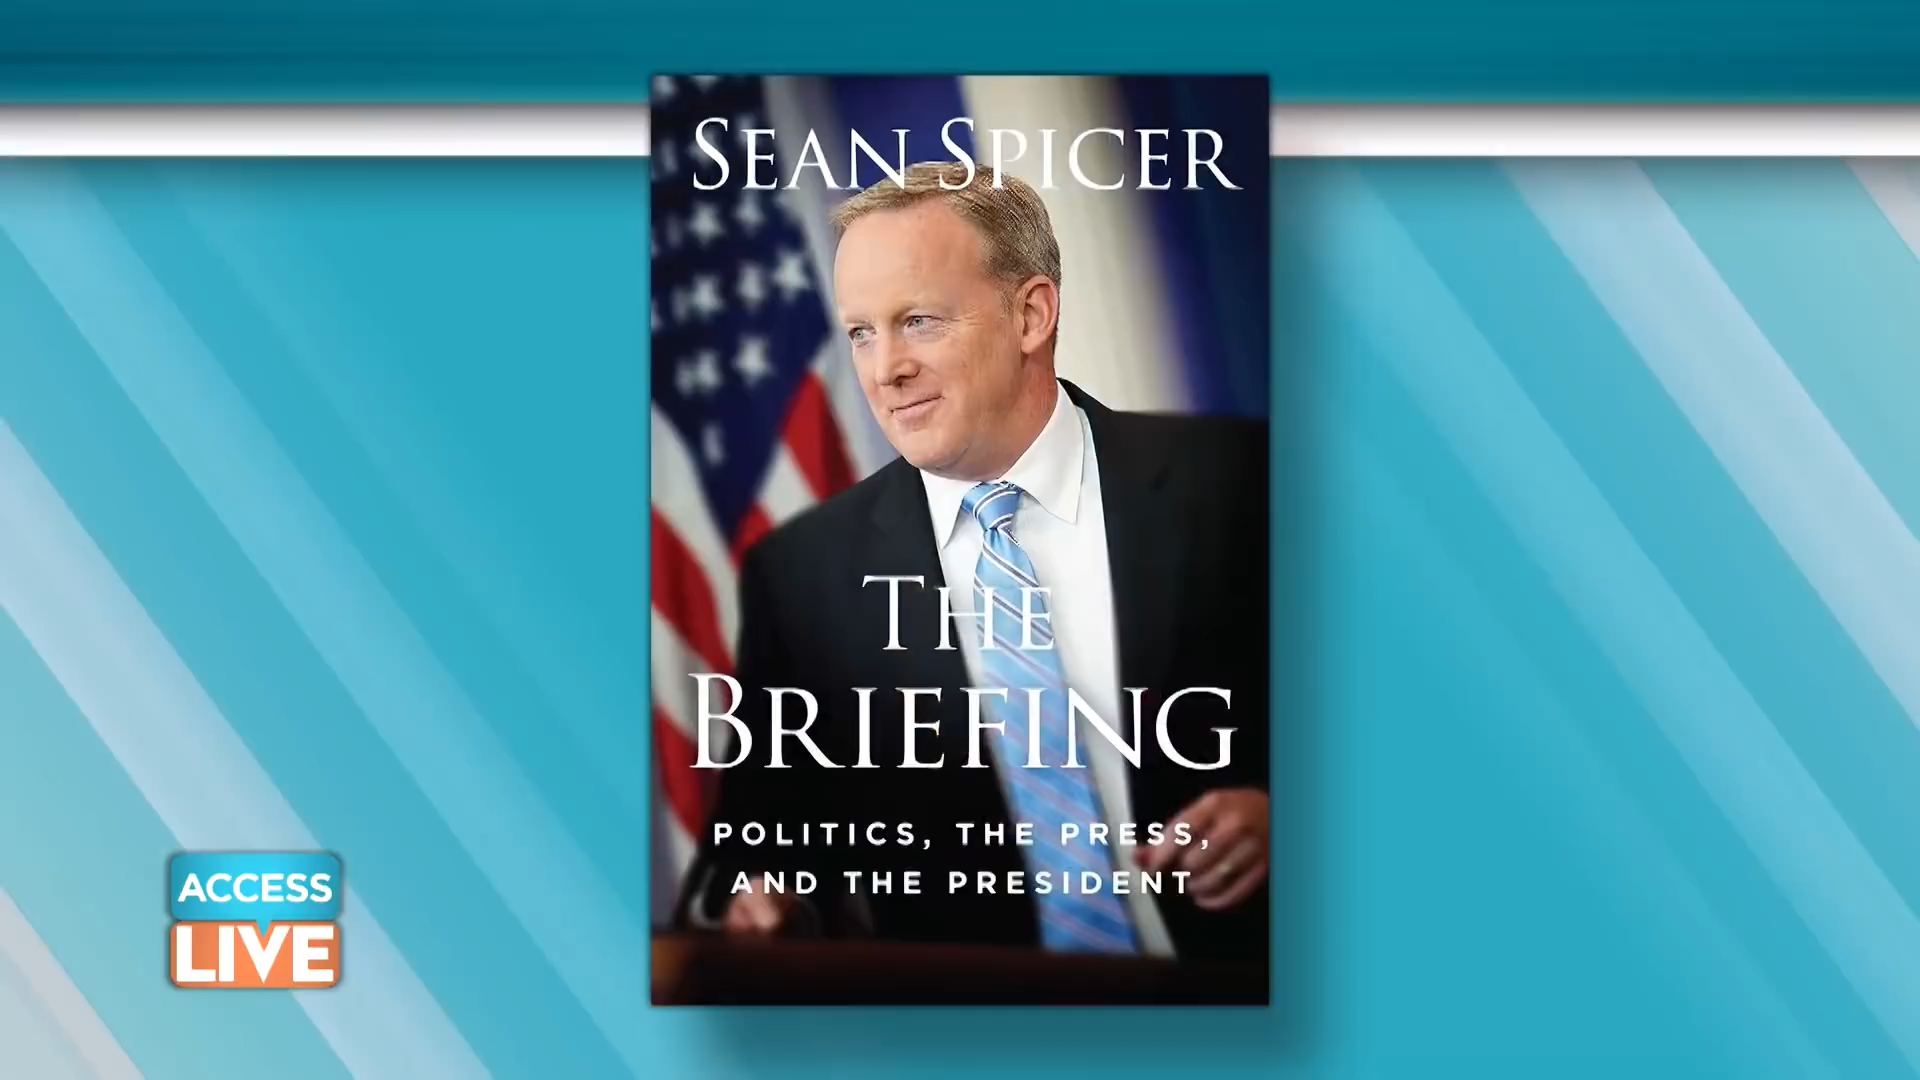 SEAN SPICER
THE
BRIEFING
POLITICS, THE PRESS,
AND THE PRESIDENT
ACCESS
LIVE